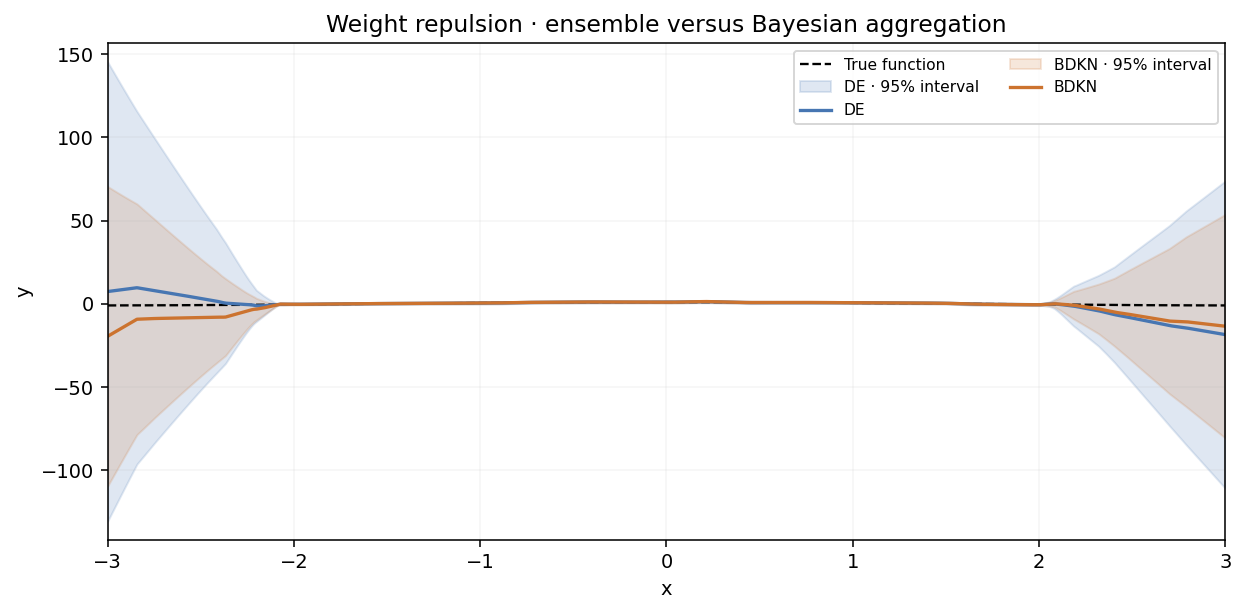 Weight repulsion · ensemble versus Bayesian aggregation
True function
DE · 95% interval
DE
BDKN · 95% interval
BDKN
150
100
50
0
−50
−100
y
−3
−2
−1
0
1
2
3
x